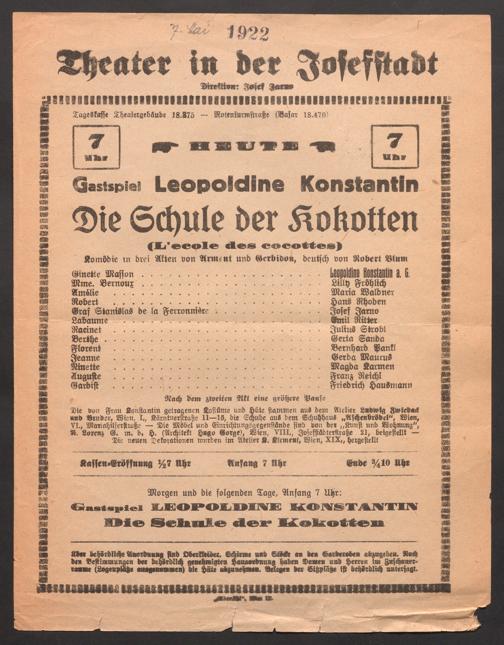 7. Mai 1922
Theater in der Josefstadt
Direktion: Josef Jarno
Tageskasse Theatergebäude 18.375 — Rotenturmstraße (Basar 18.470)
7 Uhr HEUTE 7 Uhr
Gastspiel Leopoldine Konstantin
Die Schule der Kokotten
(L'ecole des cocottes)
Komödie in drei Akten von Arment und Gerbidon, deutsch von Robert Blum
Ginette Masson . . . Leopoldine Konstantin a. G.
Mme. Bernoux . . . Lilly Fröhlich
Amélie . . . Maria Waldner
Robert . . . Hans Rhoden
Graf Stanislas de la Ferronnière . . . Josef Jarno
Labaume . . . Emil Ritter
Racinet . . . Julius Strobl
Berthe . . . Gerta Sanda
Florent . . . Bernhard Pankl
Jeanne . . . Gerda Maurus
Ninette . . . Magda Karmen
Auguste . . . Franz Reichl
Gardist . . . Friedrich Hausmann
Nach dem zweiten Akt eine größere Pause
Die von Frau Konstantin getragenen Kostüme und Hüte stammen aus dem Atelier Ludwig Zwieback
und Bruder, Wien, I., Kärntnerstraße 11—15, die Schuhe aus dem Schuhhaus „Aschenbrödel“, Wien,
VI., Mariahilferstraße — Die Möbel und Einrichtungsgegenstände sind von der „Kunst und Wohnung“,
R. Lorenz G. m. b. H. (Architekt Hugo Gorge), Wien, VIII., Josefstädterstraße 21, beigestellt —
Die neuen Dekorationen wurden im Atelier K. Klement, Wien, XIX., hergestellt
Kassen-Eröffnung ½7 Uhr Anfang 7 Uhr Ende ¾10 Uhr
Morgen und die folgenden Tage, Anfang 7 Uhr:
Gastspiel LEOPOLDINE KONSTANTIN
Die Schule der Kokotten
Über behördliche Anordnung sind Oberkleider, Schirme und Stöcke an den Garderoben abzugeben. Nach
den Bestimmungen der behördlich genehmigten Hausordnung haben Damen und Herren im Zuschauer-
raume (Logenplätze ausgenommen) die Hüte abzunehmen. Belegen der Sitzplätze ist behördlich untersagt.